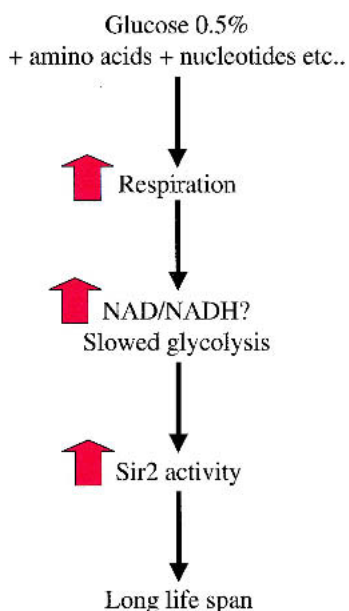 Glucose 0.5%
+ amino acids + nucleotides etc..
Respiration
NAD/NADH?
Slowed glycolysis
Sir2 activity
Long life span